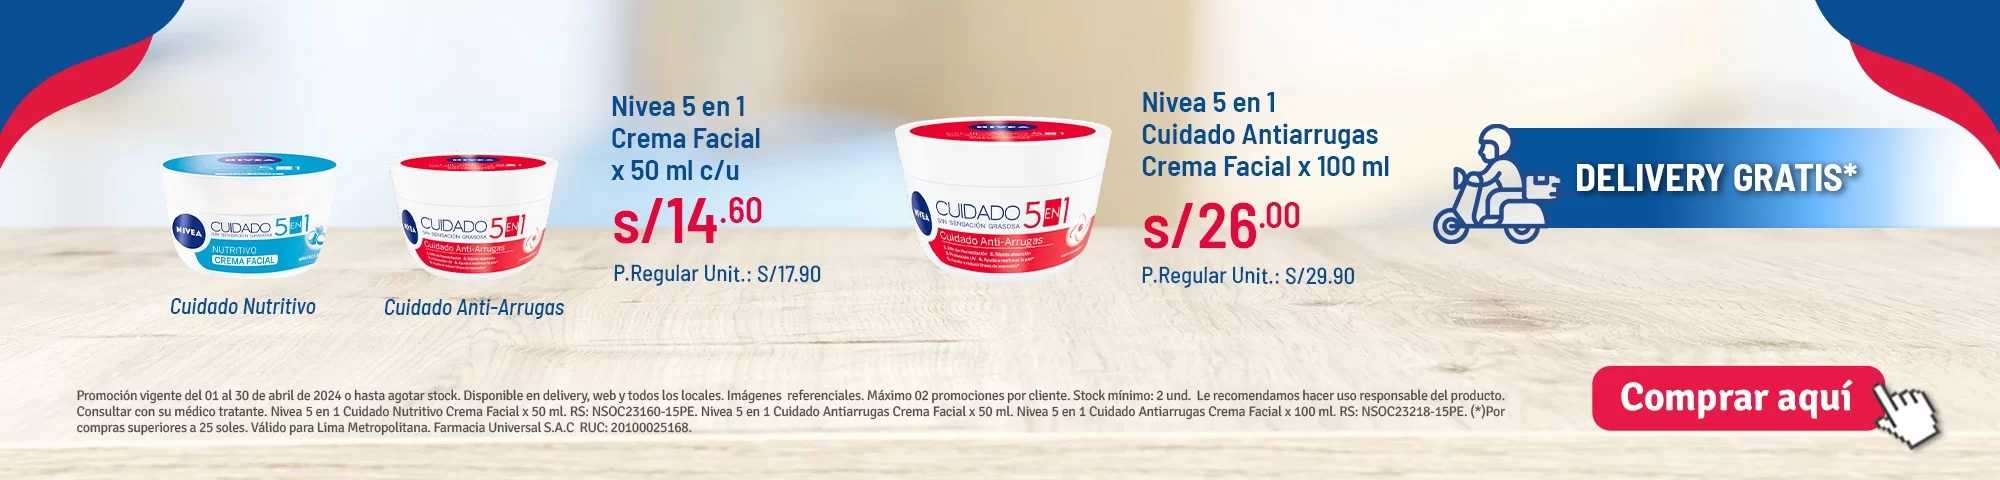 NIVEA
CUIDADO 5 EN 1
SIN SENSACIÓN GRASOSA
NUTRITIVO
CREMA FACIAL
Cuidado Nutritivo
NIVEA
CUIDADO 5 EN 1
SIN SENSACIÓN GRASOSA
Cuidado Anti-Arrugas
Cuidado Anti-Arrugas
Nivea 5 en 1
Crema Facial
x 50 ml c/u
s/14.60
P.Regular Unit.: S/17.90
NIVEA
NIVEA
CUIDADO 5 EN 1
SIN SENSACIÓN GRASOSA
Cuidado Anti-Arrugas
Nivea 5 en 1
Cuidado Antiarrugas
Crema Facial x 100 ml
s/26.00
P.Regular Unit.: S/29.90
DELIVERY GRATIS*
Promoción vigente del 01 al 30 de abril de 2024 o hasta agotar stock. Disponible en delivery, web y todos los locales. Imágenes referenciales. Máximo 02 promociones por cliente. Stock mínimo: 2 und. Le recomendamos hacer uso responsable del producto.
Consultar con su médico tratante. Nivea 5 en 1 Cuidado Nutritivo Crema Facial x 50 ml. RS: NSOC23160-15PE. Nivea 5 en 1 Cuidado Antiarrugas Crema Facial x 50 ml. Nivea 5 en 1 Cuidado Antiarrugas Crema Facial x 100 ml. RS: NSOC23218-15PE. (*)Por
compras superiores a 25 soles. Válido para Lima Metropolitana. Farmacia Universal S.A.C RUC: 20100025168.
Comprar aquí